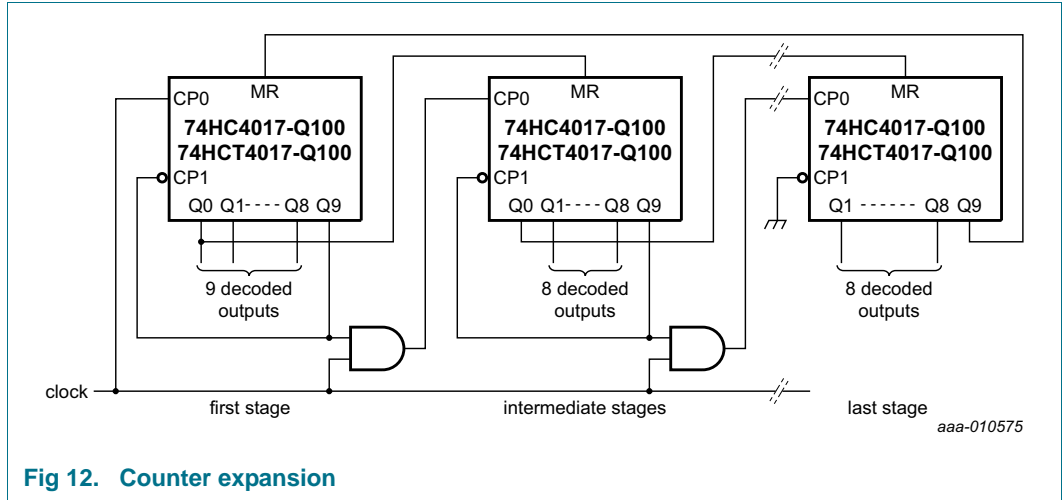 MR
CP0
74HC4017-Q100
74HCT4017-Q100
CP1
Q0 Q1---- Q8 Q9
9 decoded
outputs
MR
CP0
74HC4017-Q100
74HCT4017-Q100
CP1
Q0 Q1---- Q8 Q9
8 decoded
outputs
MR
CP0
74HC4017-Q100
74HCT4017-Q100
CP1
Q1 ------ Q8 Q9
8 decoded
outputs
clock
first stage
intermediate stages
last stage
aaa-010575
Fig 12. Counter expansion